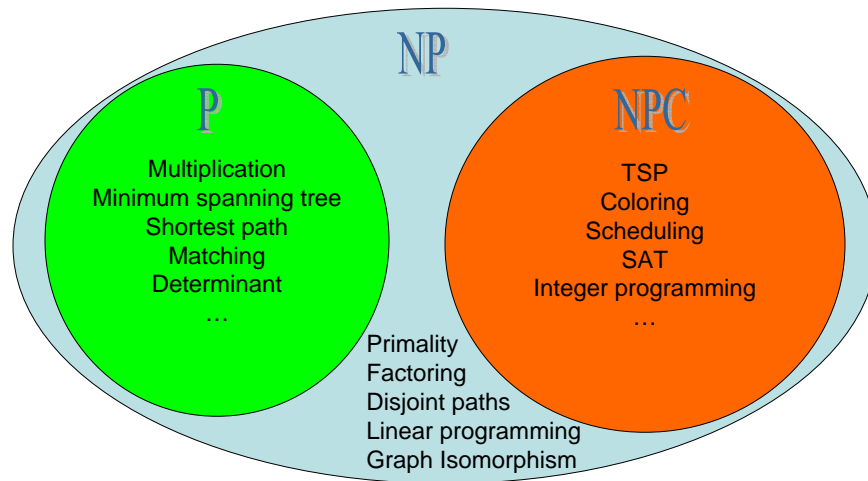 NP
P
Multiplication
Minimum spanning tree
Shortest path
Matching
Determinant
…
NPC
TSP
Coloring
Scheduling
SAT
Integer programming
…
Primality
Factoring
Disjoint paths
Linear programming
Graph Isomorphism